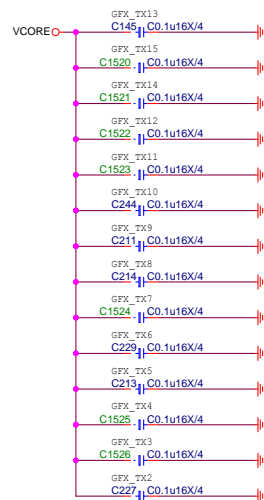 GFX_TX13
VCORE C145 C0.1u16X/4
GFX_TX15
C1520 C0.1u16X/4
GFX_TX14
C1521 C0.1u16X/4
GFX_TX12
C1522 C0.1u16X/4
GFX_TX11
C1523 C0.1u16X/4
GFX_TX10
C244 C0.1u16X/4
GFX_TX9
C211 C0.1u16X/4
GFX_TX8
C214 C0.1u16X/4
GFX_TX7
C1524 C0.1u16X/4
GFX_TX6
C229 C0.1u16X/4
GFX_TX5
C213 C0.1u16X/4
GFX_TX4
C1525 C0.1u16X/4
GFX_TX3
C1526 C0.1u16X/4
GFX_TX2
C227 C0.1u16X/4